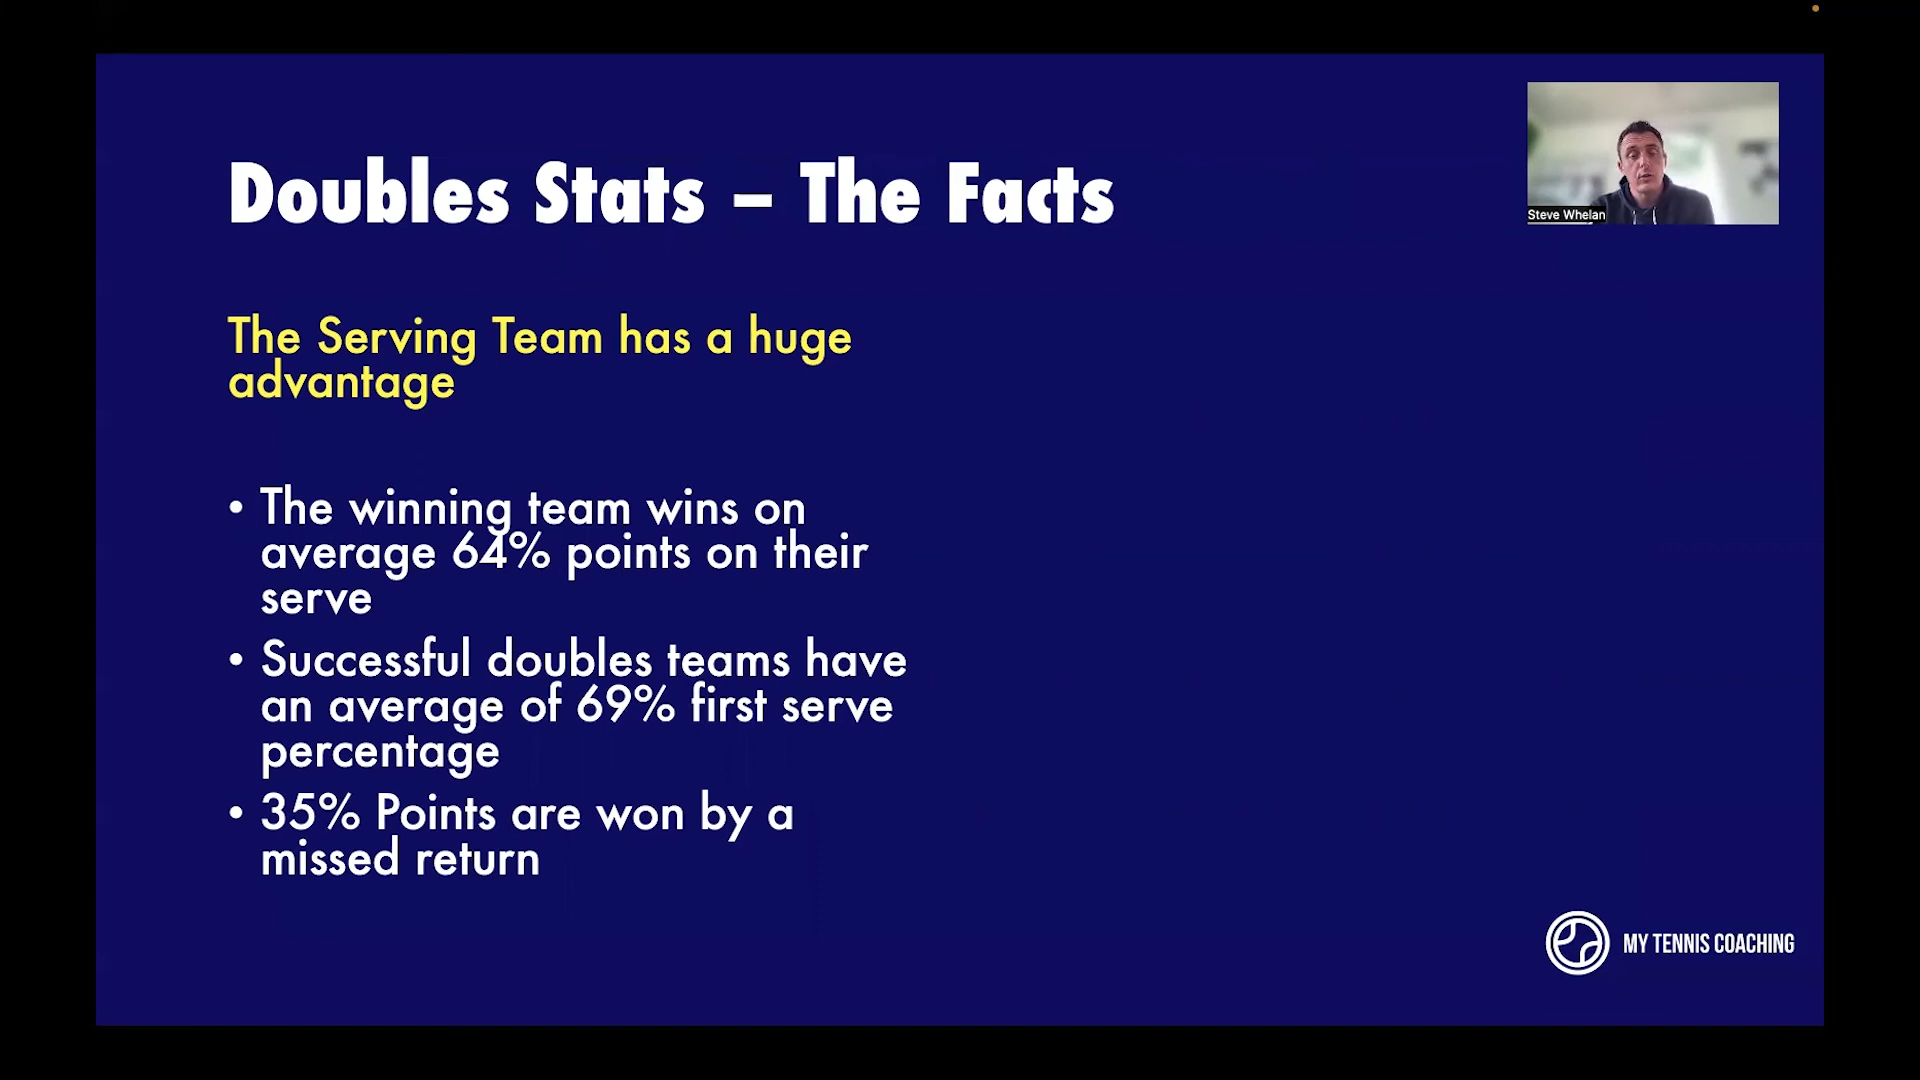 Doubles Stats – The Facts
Steve Whelan
The Serving Team has a huge
advantage
• The winning team wins on
average 64% points on their
serve
• Successful doubles teams have
an average of 69% first serve
percentage
• 35% Points are won by a
missed return
MY TENNIS COACHING